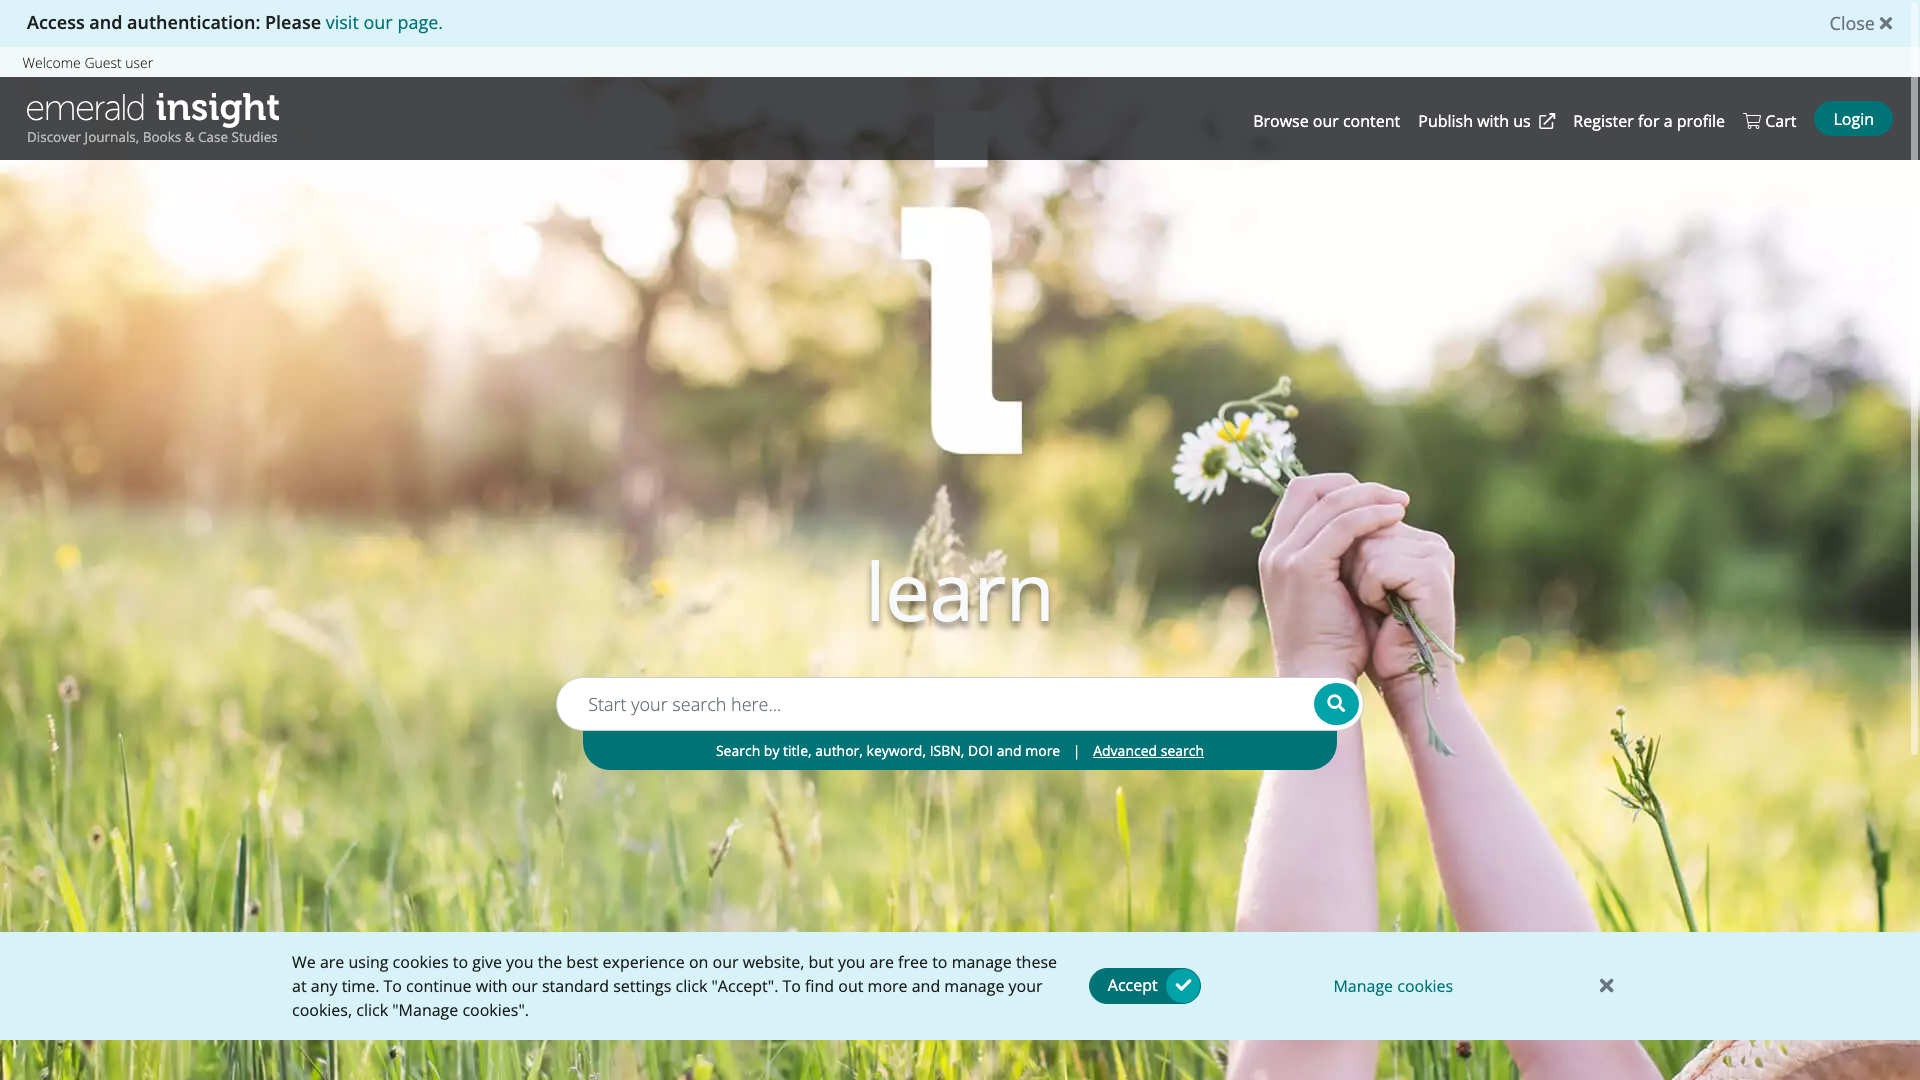 Access and authentication: Please visit our page.
Close
Welcome Guest user
emerald insight
Discover Journals, Books & Case Studies
Browse our content
Publish with us
Register for a profile
Cart
Login
i
learn
Start your search here...
Search by title, author, keyword, ISBN, DOI and more | Advanced search
We are using cookies to give you the best experience on our website, but you are free to manage these
at any time. To continue with our standard settings click "Accept". To find out more and manage your
cookies, click "Manage cookies".
Accept
Manage cookies